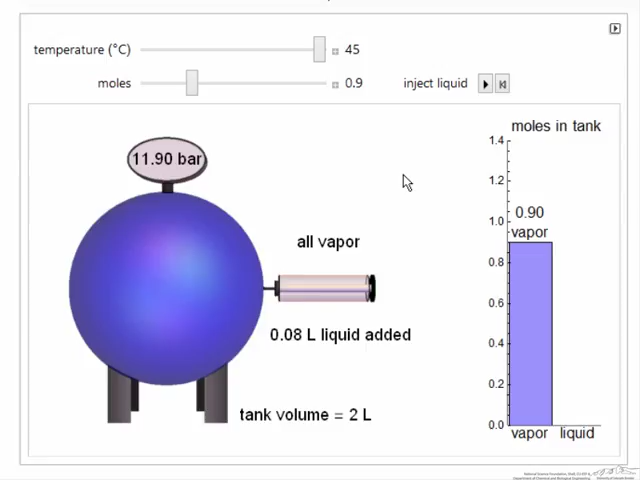 temperature (°C) 45
moles 0.9 inject liquid
moles in tank
11.90 bar
1.4
1.2
1.0
0.8
0.6
0.4
0.2
0.0
0.90
vapor
all vapor
0.08 L liquid added
tank volume = 2 L
vapor liquid